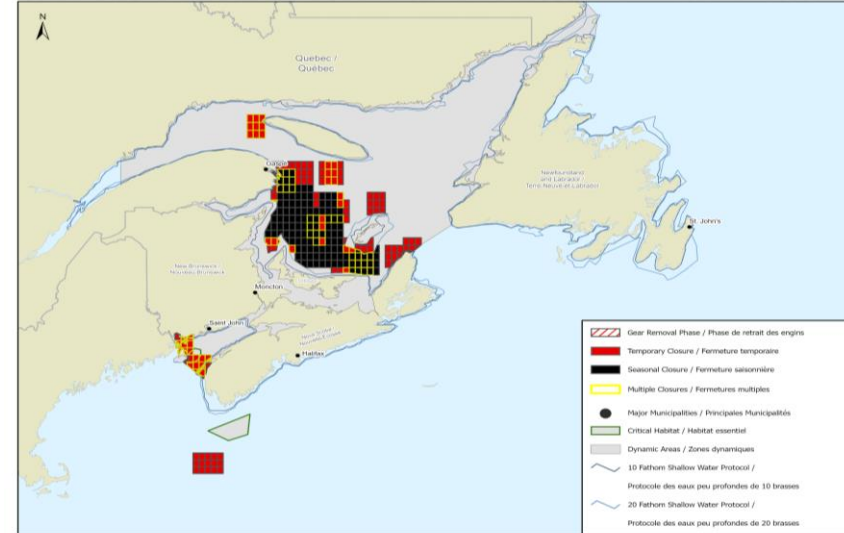 N
Quebec /
Québec
Gaspé
Newfoundland
and Labrador /
Terre Neuve et Labrador
St. John's
New Brunswick
Nouveau-Brunswick
Moncton
Saint John
Nova Scotia
Nouvelle-Écosse
Halifax
Gear Removal Phase / Phase de retrait des engins
Temporary Closure / Fermeture temporaire
Seasonal Closure / Fermeture saisonnière
Multiple Closures / Fermetures multiples
Major Municipalities / Principales Municipalités
Critical Habitat / Habitat essentiel
Dynamic Areas / Zones dynamiques
10 Fathom Shallow Water Protocol /
Protocole des eaux peu profondes de 10 brasses
20 Fathom Shallow Water Protocol /
Protocole des eaux peu profondes de 20 brasses